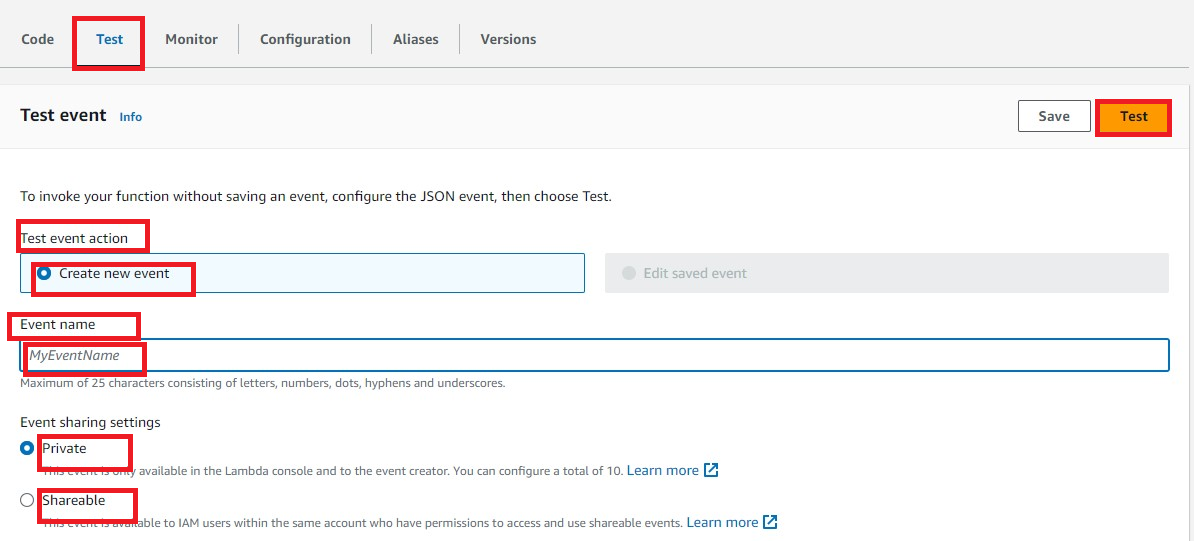 Code Test Monitor Configuration Aliases Versions
Test event Info Save Test
To invoke your function without saving an event, configure the JSON event, then choose Test.
Test event action
Create new event Edit saved event
Event name
MyEventName
Maximum of 25 characters consisting of letters, numbers, dots, hyphens and underscores.
Event sharing settings
Private
This event is only available in the Lambda console and to the event creator. You can configure a total of 10. Learn more
Shareable
This event is available to IAM users within the same account who have permissions to access and use shareable events. Learn more